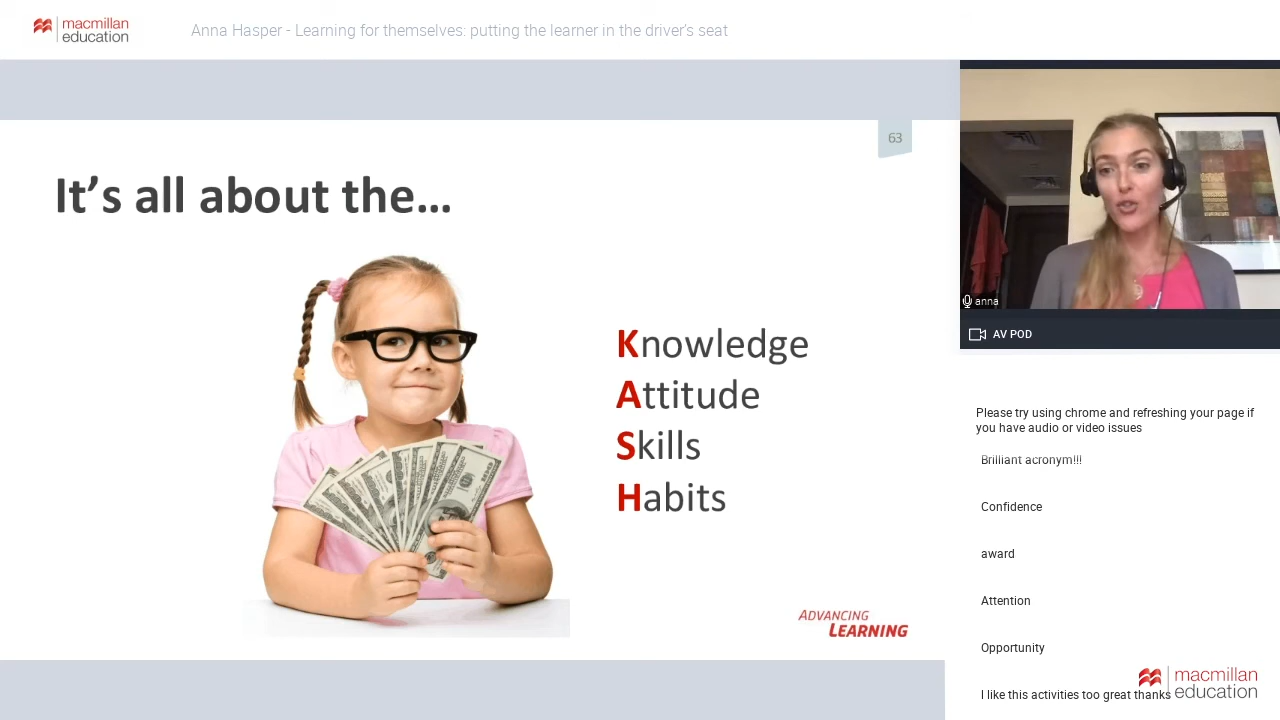 macmillan
education
Anna Hasper - Learning for themselves: putting the learner in the driver's seat
63
It's all about the...
Knowledge
Attitude
Skills
Habits
ADVANCING
LEARNING
anna
AV POD
Please try using chrome and refreshing your page if
you have audio or video issues
Brilliant acronym!!!
Confidence
award
Attention
Opportunity
I like this activities too great thanks
macmillan
education